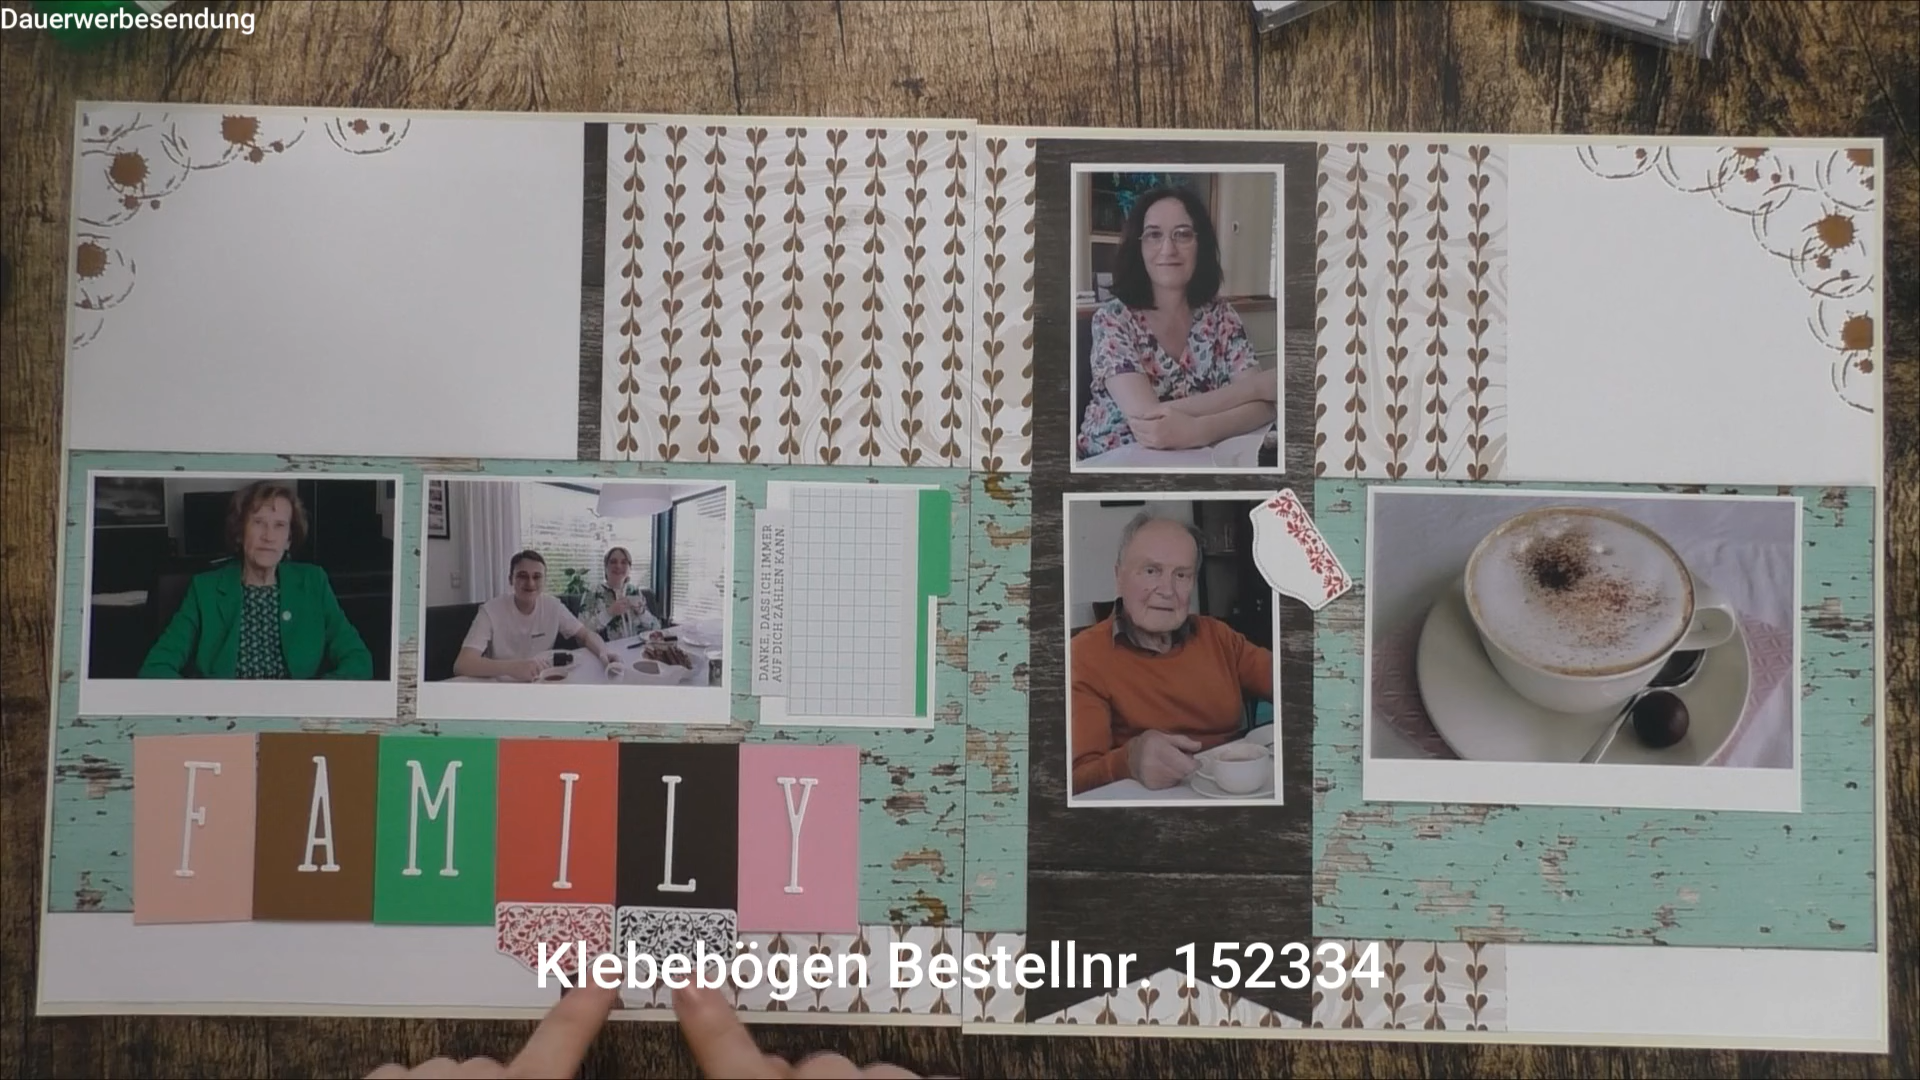 Dauerwerbesendung
DANKE, DASS ICH IMMER
AUF DICH ZÄHLEN KANN.
FAMILY
Klebebögen Bestellnr. 152334